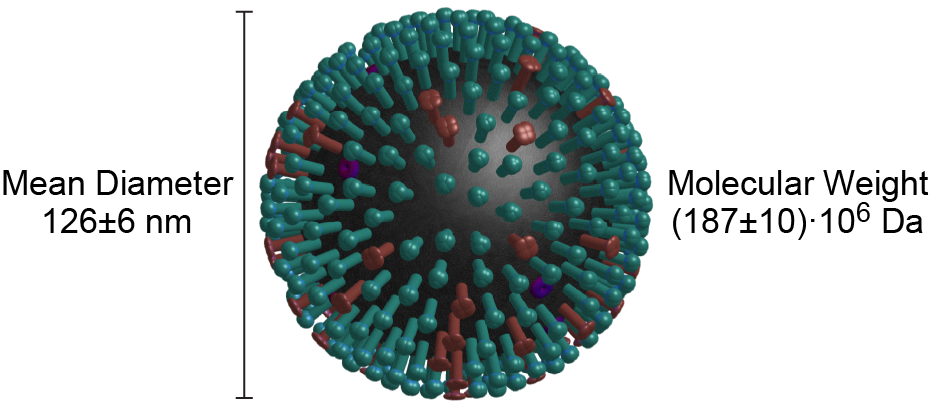 Mean Diameter
126±6 nm
Molecular Weight
(187±10)·10⁶ Da